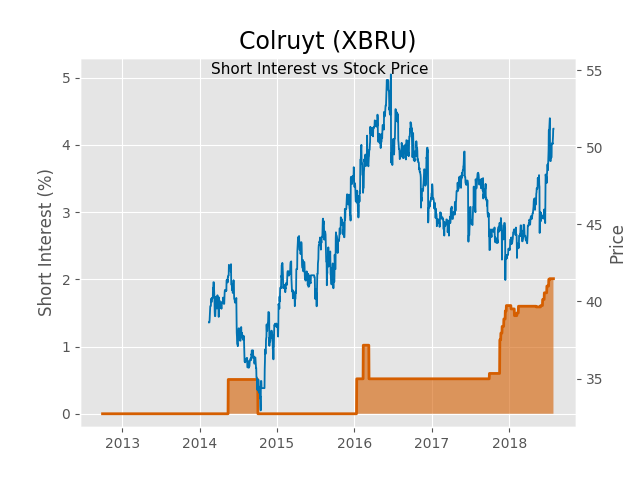 Colruyt (XBRU)
Short Interest vs Stock Price
Short Interest (%)
5
4
3
2
1
0
55
50
45
40
35
Price
2013 2014 2015 2016 2017 2018